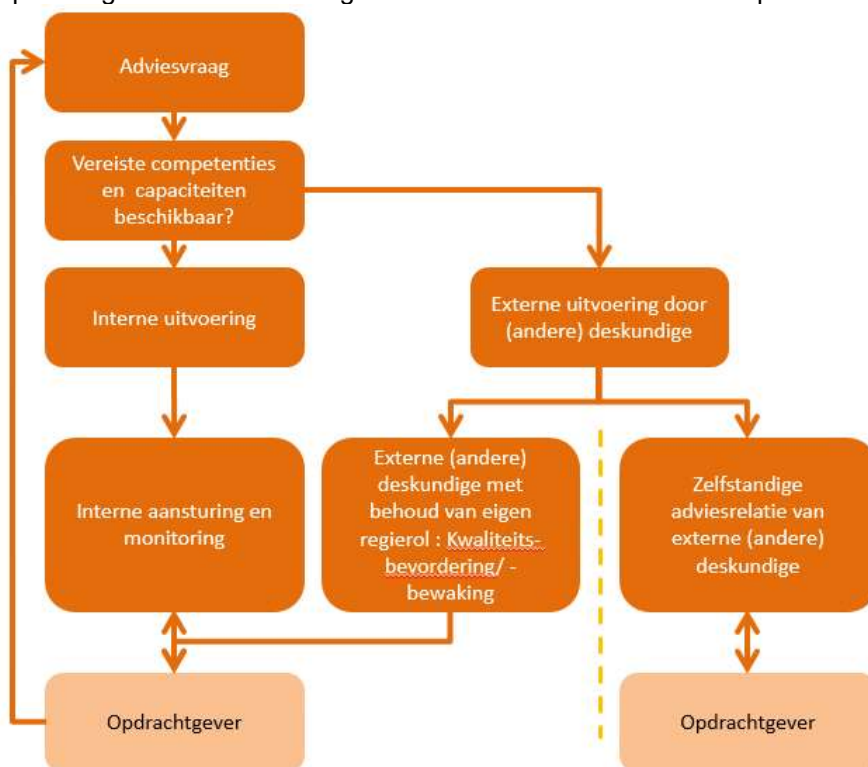 Adviesvraag
Vereiste competenties
en capaciteiten
beschikbaar?
Interne uitvoering
Externe uitvoering door
(andere) deskundige
Interne aansturing en
monitoring
Externe (andere)
deskundige met
behoud van eigen
regierol : Kwaliteits-
bevordering/ -
bewaking
Zelfstandige
adviesrelatie van
externe (andere)
deskundige
Opdrachtgever
Opdrachtgever